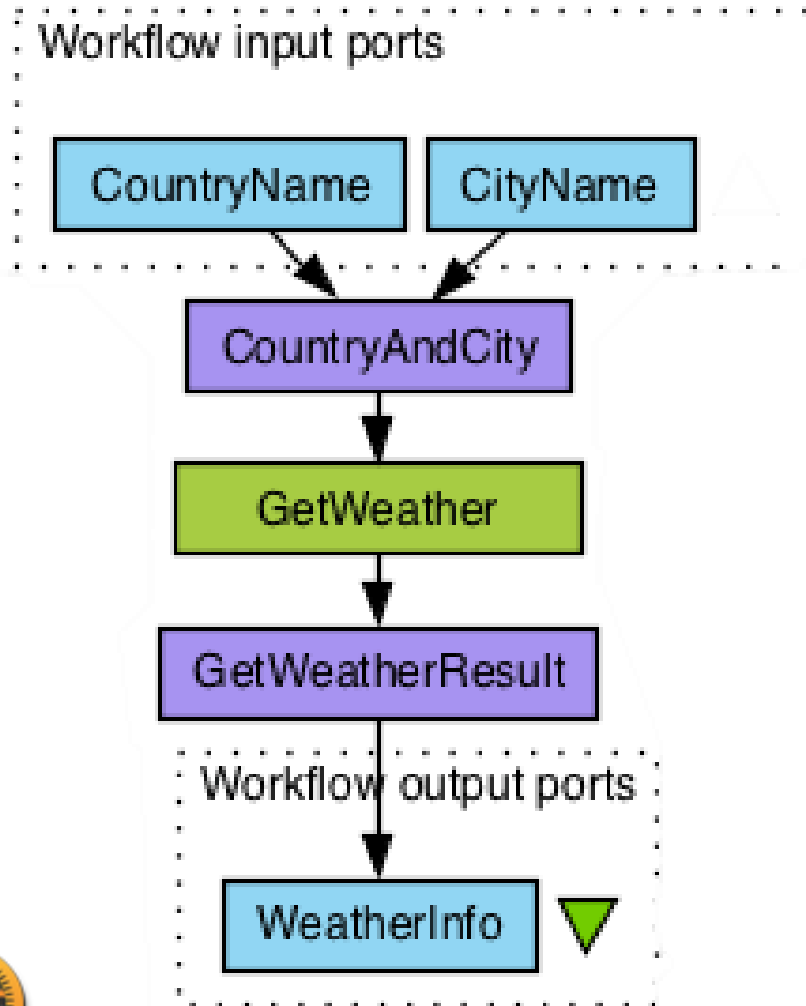 Workflow input ports
CountryName CityName
CountryAndCity
GetWeather
GetWeatherResult
Workflow output ports
WeatherInfo